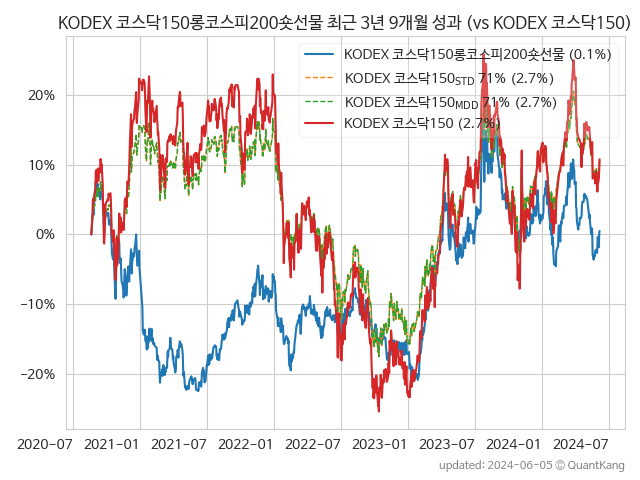 KODEX 코스닥150롱코스피200숏선물 최근 3년 9개월 성과 (vs KODEX 코스닥150)
KODEX 코스닥150롱코스피200숏선물 (0.1%)
KODEX 코스닥150STD 71% (2.7%)
KODEX 코스닥150MDD 71% (2.7%)
KODEX 코스닥150 (2.7%)
20%
10%
0%
−10%
−20%
2020-07 2021-01 2021-07 2022-01 2022-07 2023-01 2023-07 2024-01 2024-07
updated: 2024-06-05 ⓒ QuantKang